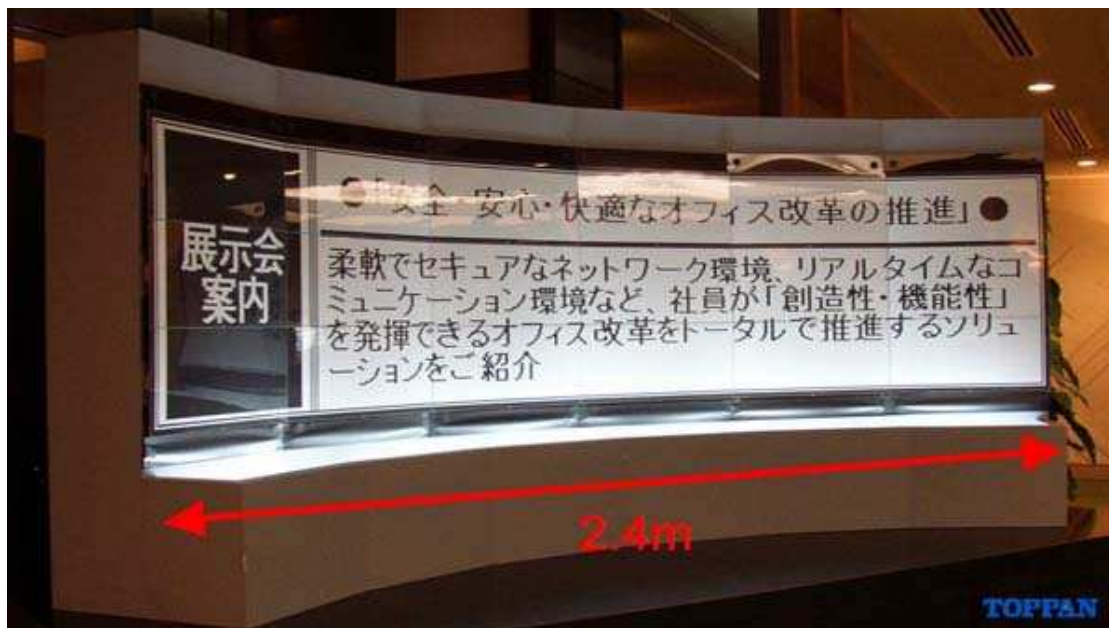 展示会
案内
●「安全・安心・快適なオフィス改革の推進」●
柔軟でセキュアなネットワーク環境、リアルタイムなコ
ミュニケーション環境など、社員が「創造性・機能性」
を発揮できるオフィス改革をトータルで推進するソリュ
ーションをご紹介
2.4m
TOPPAN